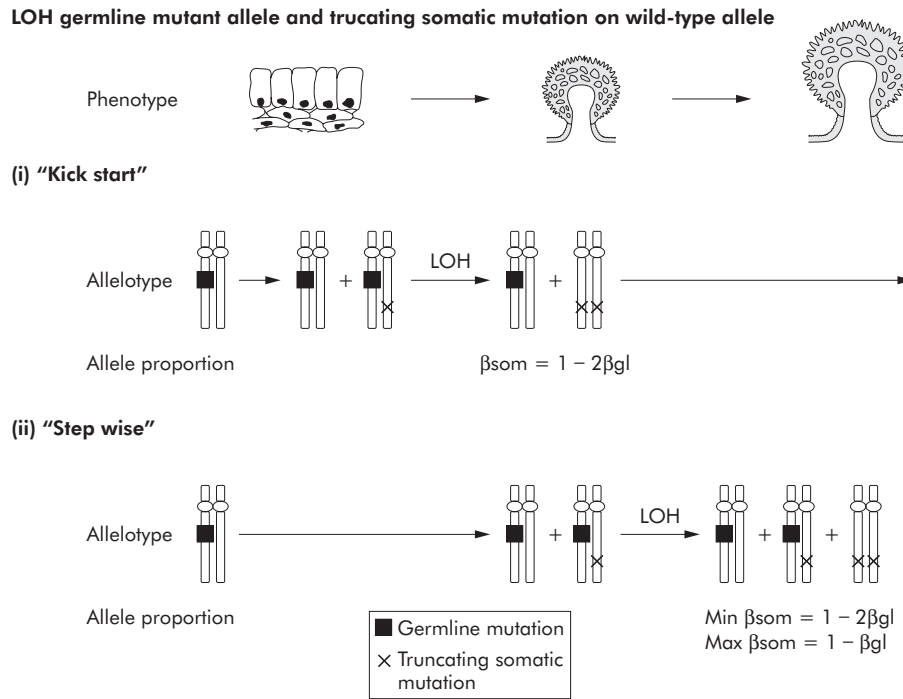 LOH germline mutant allele and trucating somatic mutation on wild-type allele
Phenotype
(i) "Kick start"
Allelotype
+
+
LOH
+
Allele proportion
βsom = 1 – 2βgl
(ii) "Step wise"
Allelotype
+
LOH
+
+
Allele proportion
Min βsom = 1 – 2βgl
Max βsom = 1 – βgl
Germline mutation
Truncating somatic
mutation